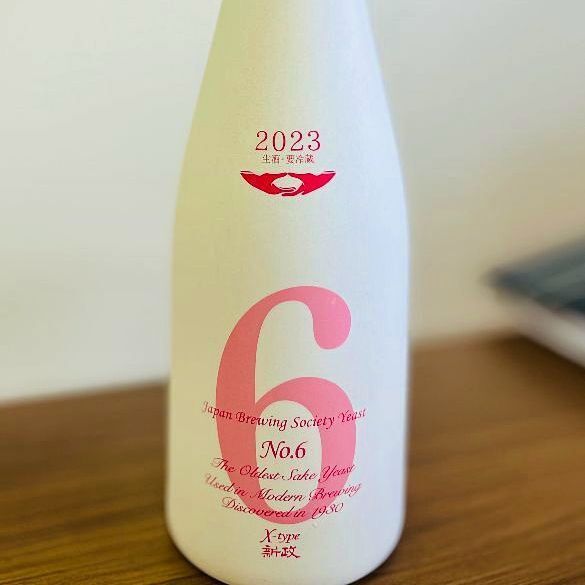 2023
生酒・要冷蔵
6
Japan Brewing Society Yeast
No.6
The Oldest Sake Yeast
Used in Modern Brewing
Discovered in 1930
X-type
新政